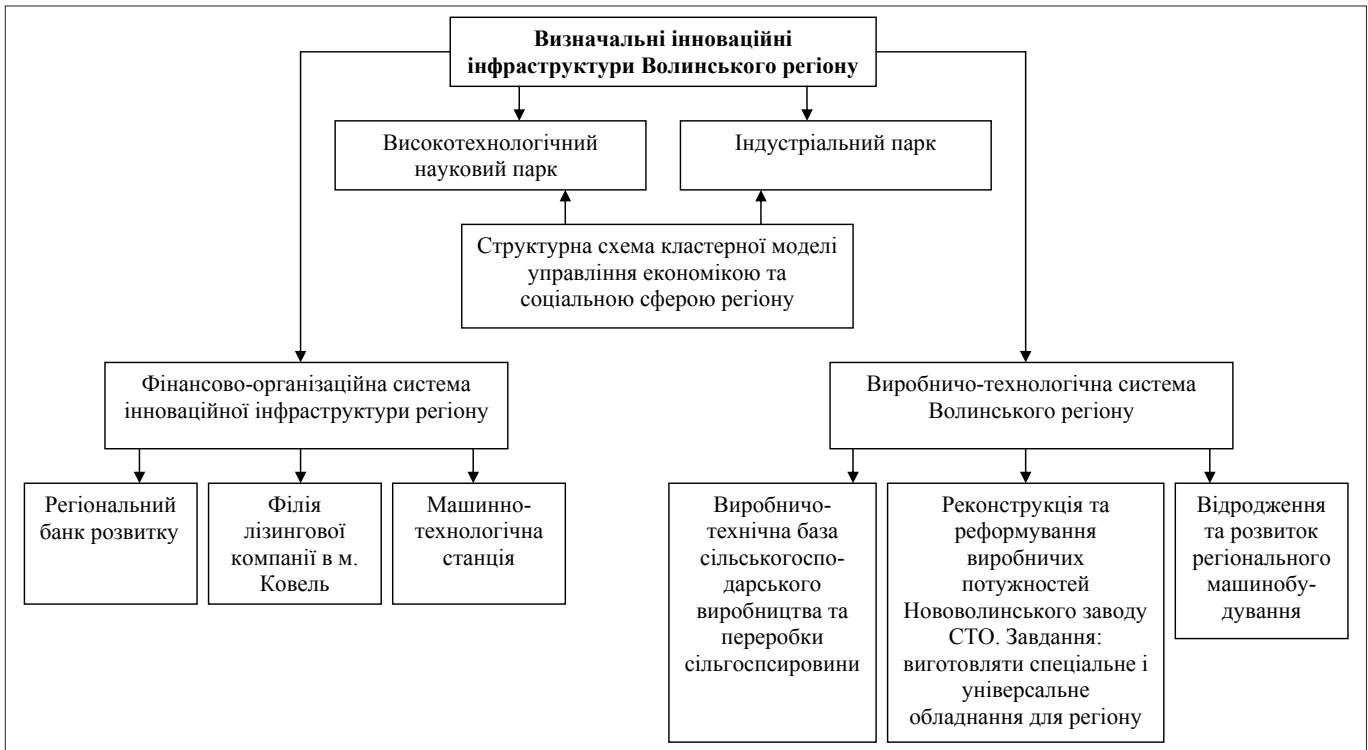 Визначальні інноваційні
інфраструктури Волинського регіону
Високотехнологічний
науковий парк
Індустріальний парк
Структурна схема кластерної моделі
управління економікою та
соціальною сферою регіону
Фінансово-організаційна система
інноваційної інфраструктури регіону
Виробничо-технологічна система
Волинського регіону
Регіональний
банк розвитку
Філія
лізингової
компанії в м.
Ковель
Машинно-
технологічна
станція
Виробничо-
технічна база
сільськогоспо-
дарського
виробництва та
переробки
сільгоспсировини
Реконструкція та
реформування
виробничих
потужностей
Нововолинського заводу
СТО. Завдання:
виготовляти спеціальне і
універсальне
обладнання для регіону
Відродження
та розвиток
регіонального
машинобу-
дування